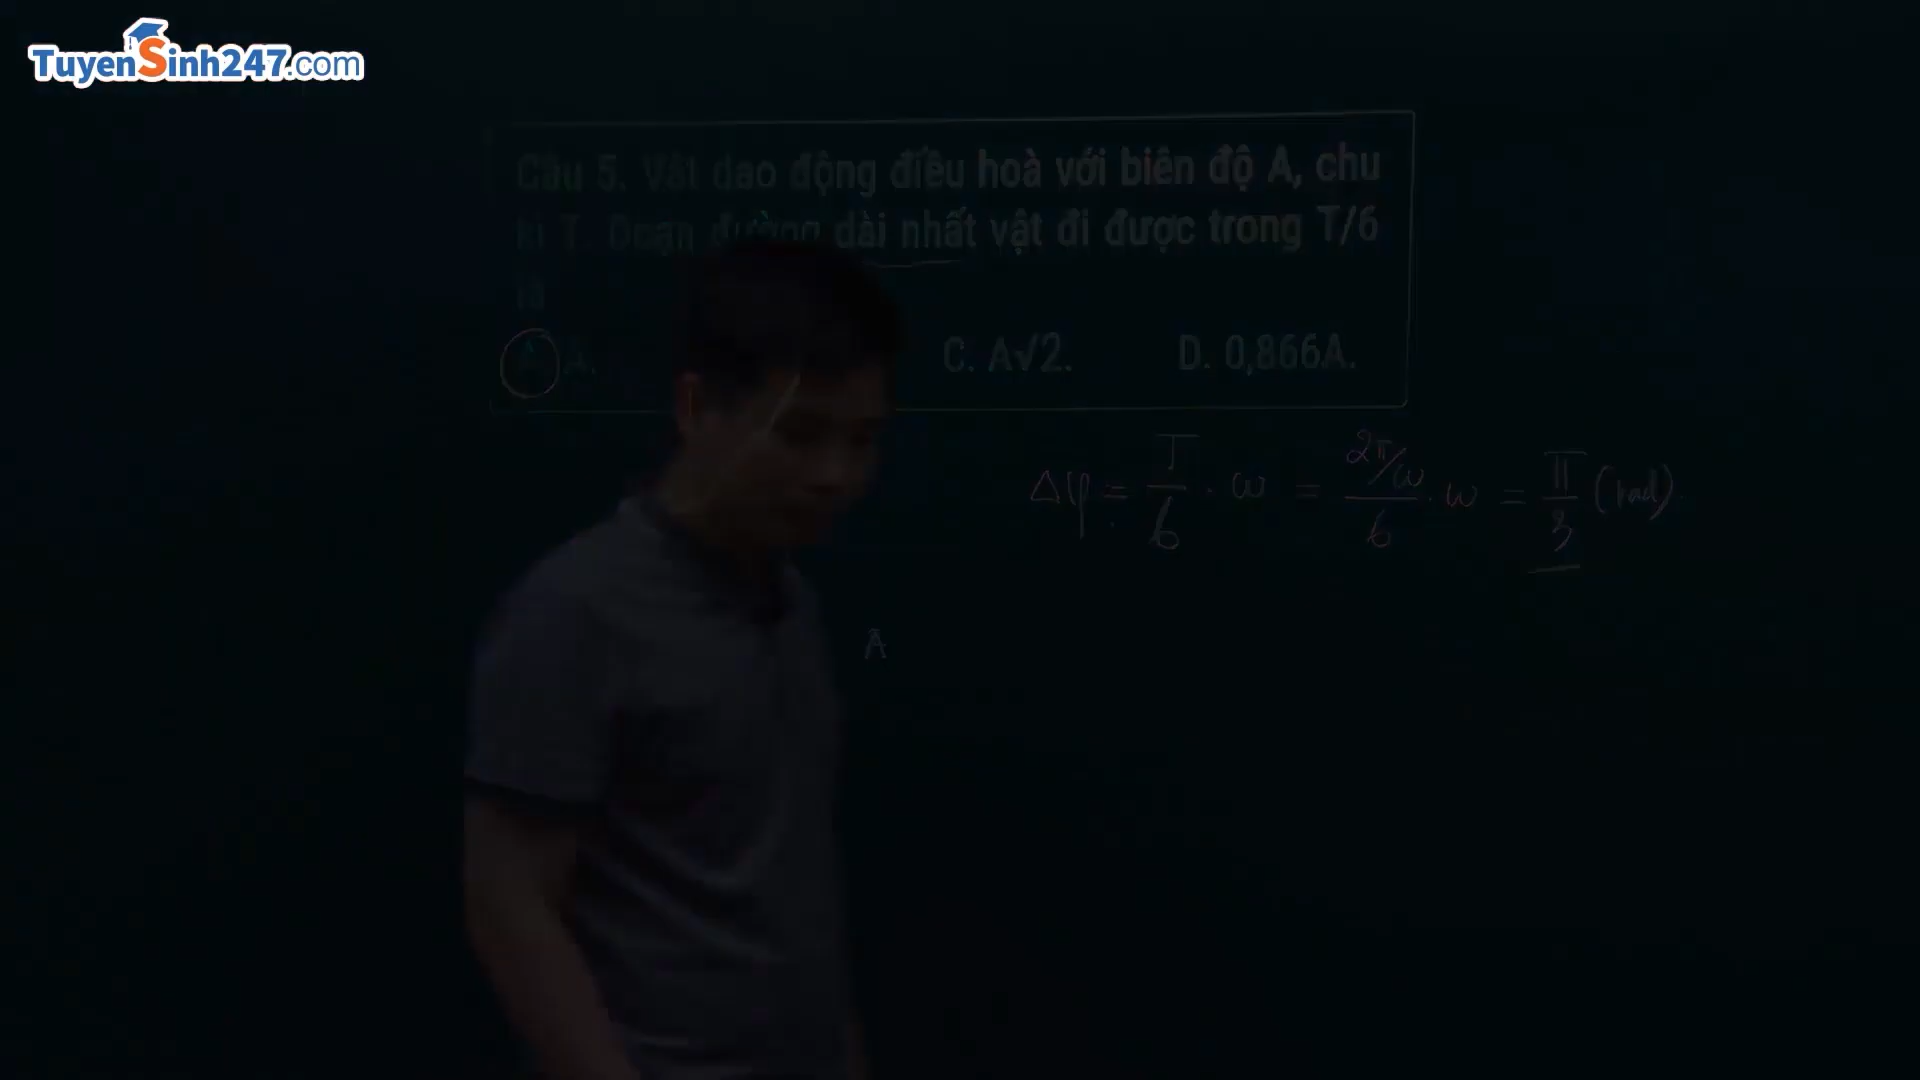 TuyenSinh247.com
Câu 5. Vật dao động điều hoà với biên độ A, chu
kì T. Đoạn đường dài nhất vật đi được trong T/6
là
A. A.
C. A√2.
D. 0,866A.
Δφ = T/6 . ω = (2π/ω)/6 . ω = π/3 (rad).
A